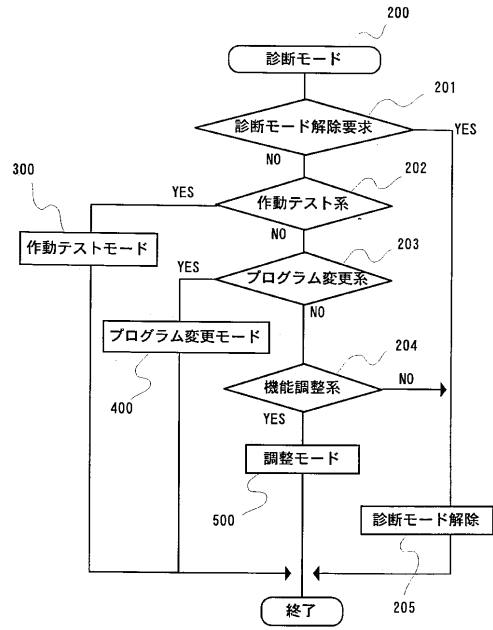 200
診断モード
201
診断モード解除要求
YES
NO
202
300
YES
作動テスト系
NO
作動テストモード
203
YES
プログラム変更系
NO
プログラム変更モード
204
400
機能調整系
NO
YES
調整モード
500
診断モード解除
205
終了